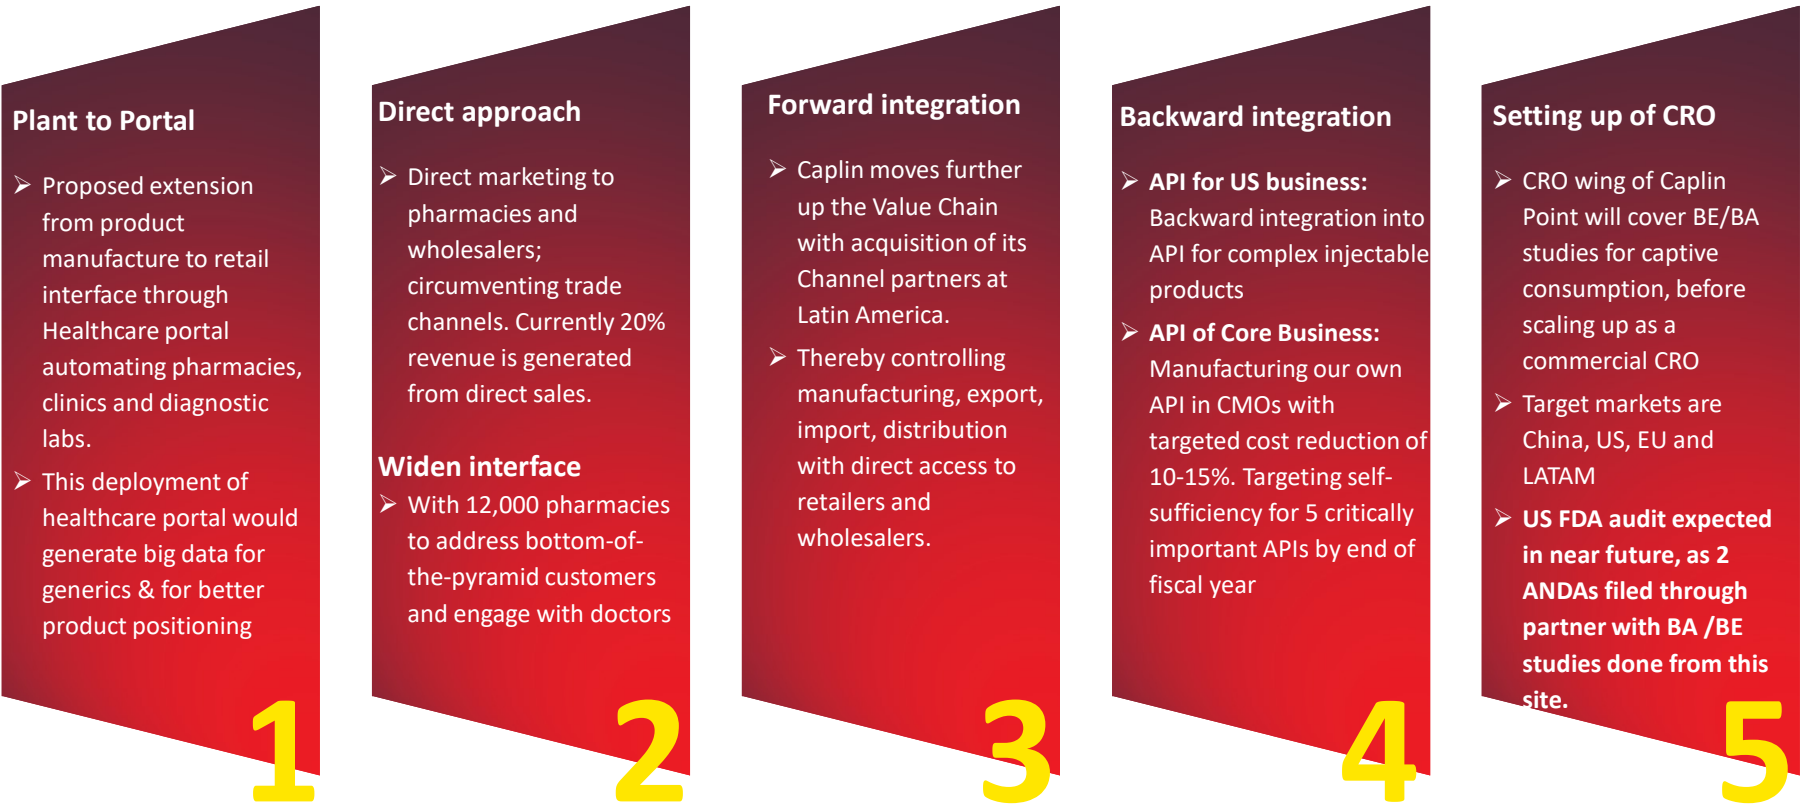 Plant to Portal
➢ Proposed extension
from product
manufacture to retail
interface through
Healthcare portal
automating pharmacies,
clinics and diagnostic
labs.
➢ This deployment of
healthcare portal would
generate big data for
generics & for better
product positioning
1
Direct approach
➢ Direct marketing to
pharmacies and
wholesalers;
circumventing trade
channels. Currently 20%
revenue is generated
from direct sales.
Widen interface
➢ With 12,000 pharmacies
to address bottom-of-
the-pyramid customers
and engage with doctors
2
Forward integration
➢ Caplin moves further
up the Value Chain
with acquisition of its
Channel partners at
Latin America.
➢ Thereby controlling
manufacturing, export,
import, distribution
with direct access to
retailers and
wholesalers.
3
Backward integration
➢ API for US business:
Backward integration into
API for complex injectable
products
➢ API of Core Business:
Manufacturing our own
API in CMOs with
targeted cost reduction of
10-15%. Targeting self-
sufficiency for 5 critically
important APIs by end of
fiscal year
4
Setting up of CRO
➢ CRO wing of Caplin
Point will cover BE/BA
studies for captive
consumption, before
scaling up as a
commercial CRO
➢ Target markets are
China, US, EU and
LATAM
➢ US FDA audit expected
in near future, as 2
ANDAs filed through
partner with BA /BE
studies done from this
site.
5